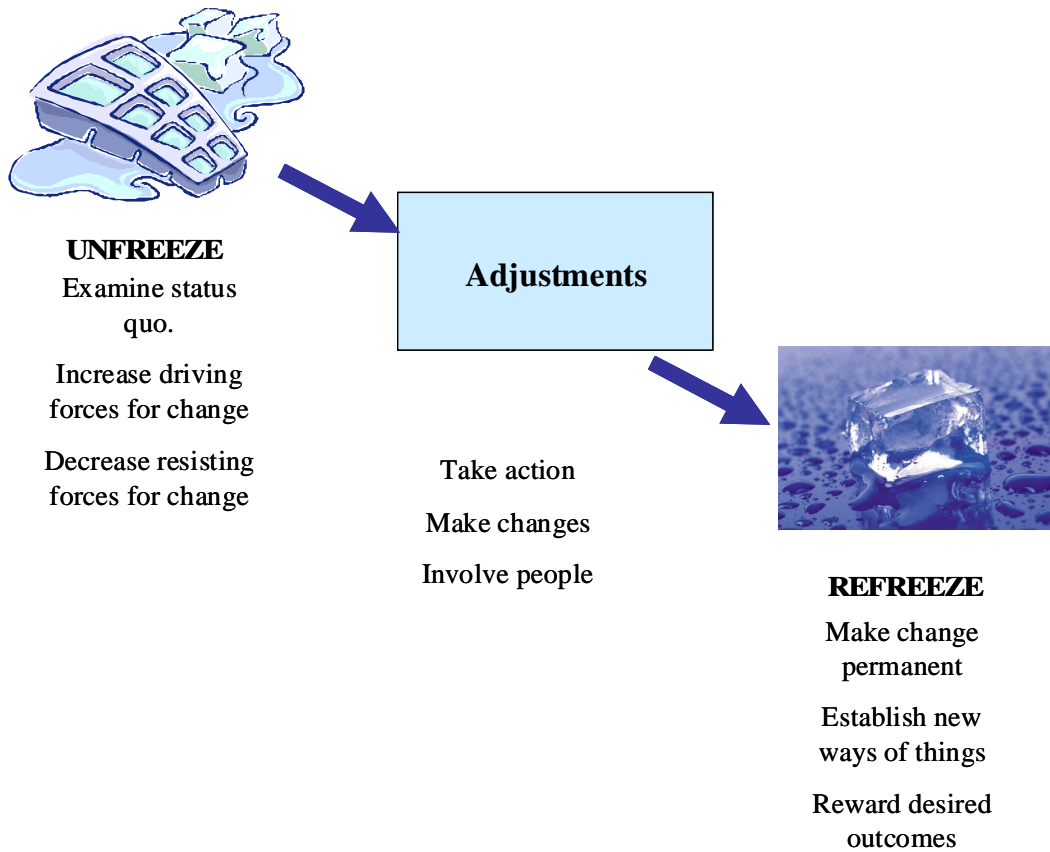 UNFREEZE
Examine status
quo.
Increase driving
forces for change
Decrease resisting
forces for change
Adjustments
Take action
Make changes
Involve people
REFREEZE
Make change
permanent
Establish new
ways of things
Reward desired
outcomes